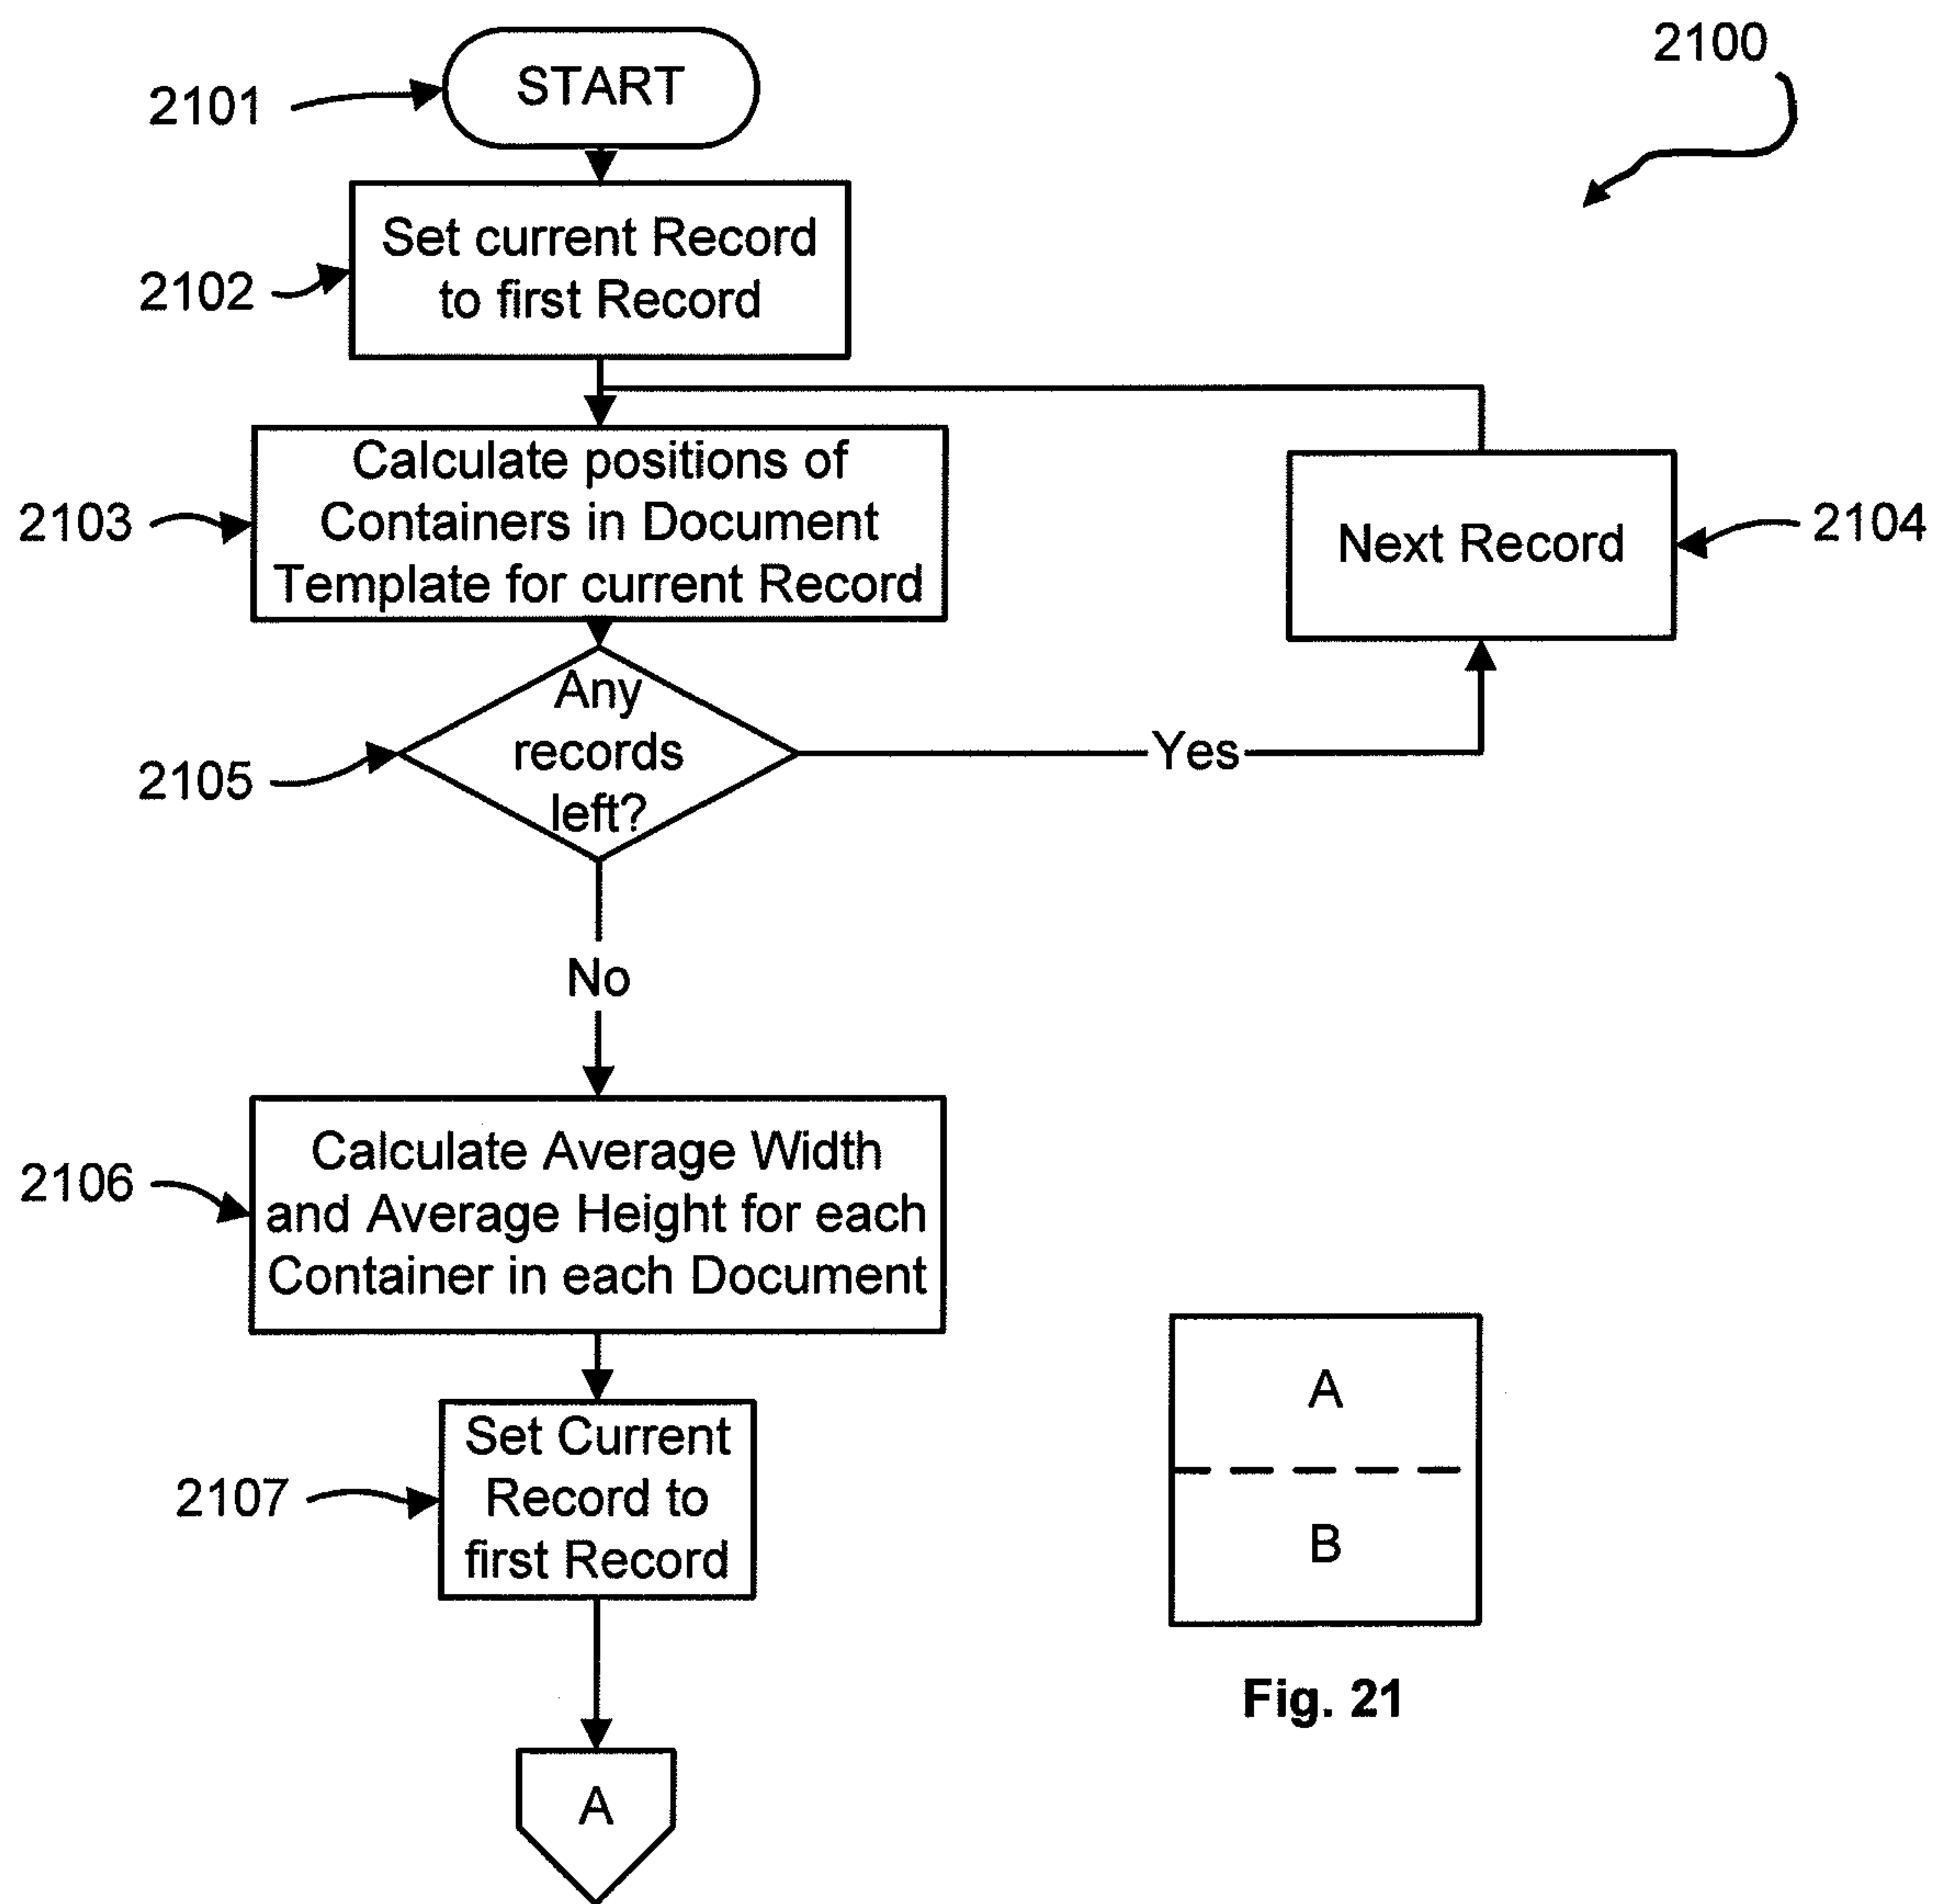 2100
2101
START
2102
Set current Record
to first Record
2103
Calculate positions of
Containers in Document
Template for current Record
Next Record
2104
2105
Any
records
left?
Yes
No
2106
Calculate Average Width
and Average Height for each
Container in each Document
2107
Set Current
Record to
first Record
A
A
B
Fig. 21